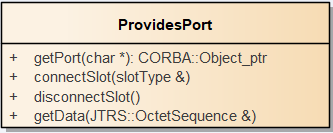 ProvidesPort
+ getPort(char *): CORBA::Object_ptr
+ connectSlot(slotType &)
+ disconnectSlot()
+ getData(JTRS::OctetSequence &)